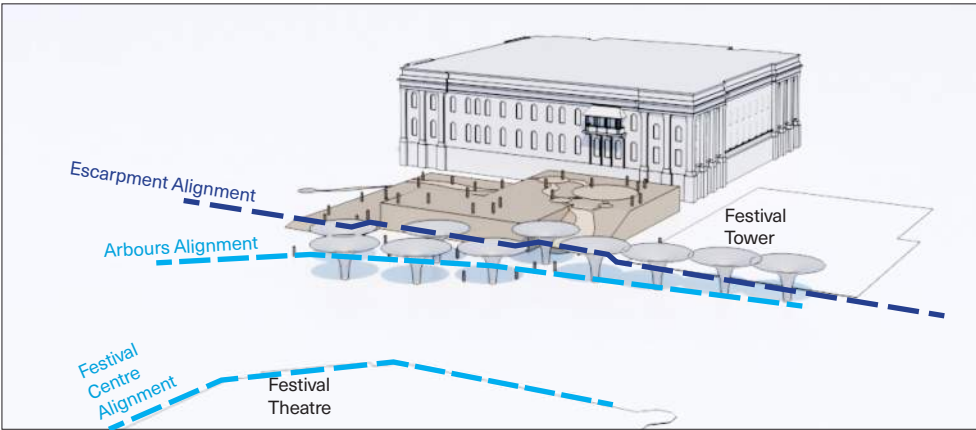 Escarpment Alignment
Arbours Alignment
Festival
Tower
Festival
Centre
Alignment
Festival
Theatre